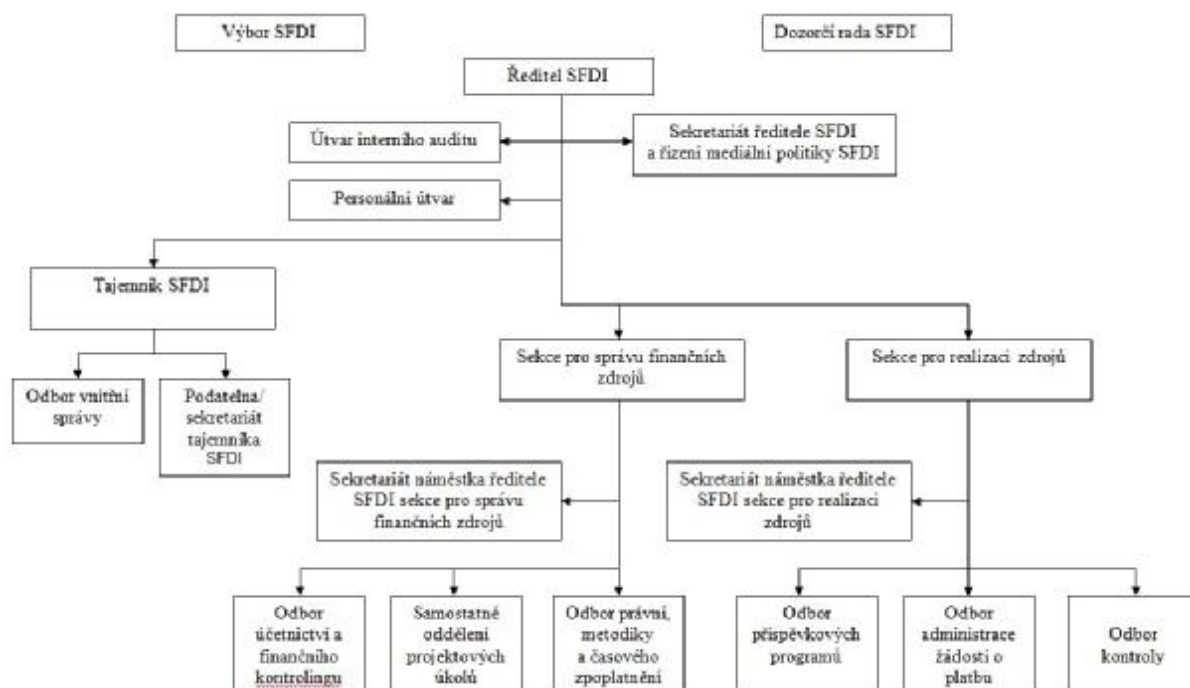 Výbor SFDI
Dozorčí rada SFDI
Ředitel SFDI
Útvar interního auditu
Sekretariát ředitele SFDI
a řízení mediální politiky SFDI
Personální útvar
Tajemník SFDI
Sekce pro správu finančních
zdrojů
Sekce pro realizaci zdrojů
Odbor vnitřní
správy
Podatelna/
sekretariát
tajemníka
SFDI
Sekretariát náměstka ředitele
SFDI sekce pro správu
finančních zdrojů
Sekretariát náměstka ředitele
SFDI sekce pro realizaci
zdrojů
Odbor
účetnictví a
finančního
kontrolingu
Samostatné
oddělení
projektových
úkolů
Odbor právní,
metodiky
a časového
zpoplatnění
Odbor
příspěvkových
programů
Odbor
administrace
žádostí o
platbu
Odbor
kontroly